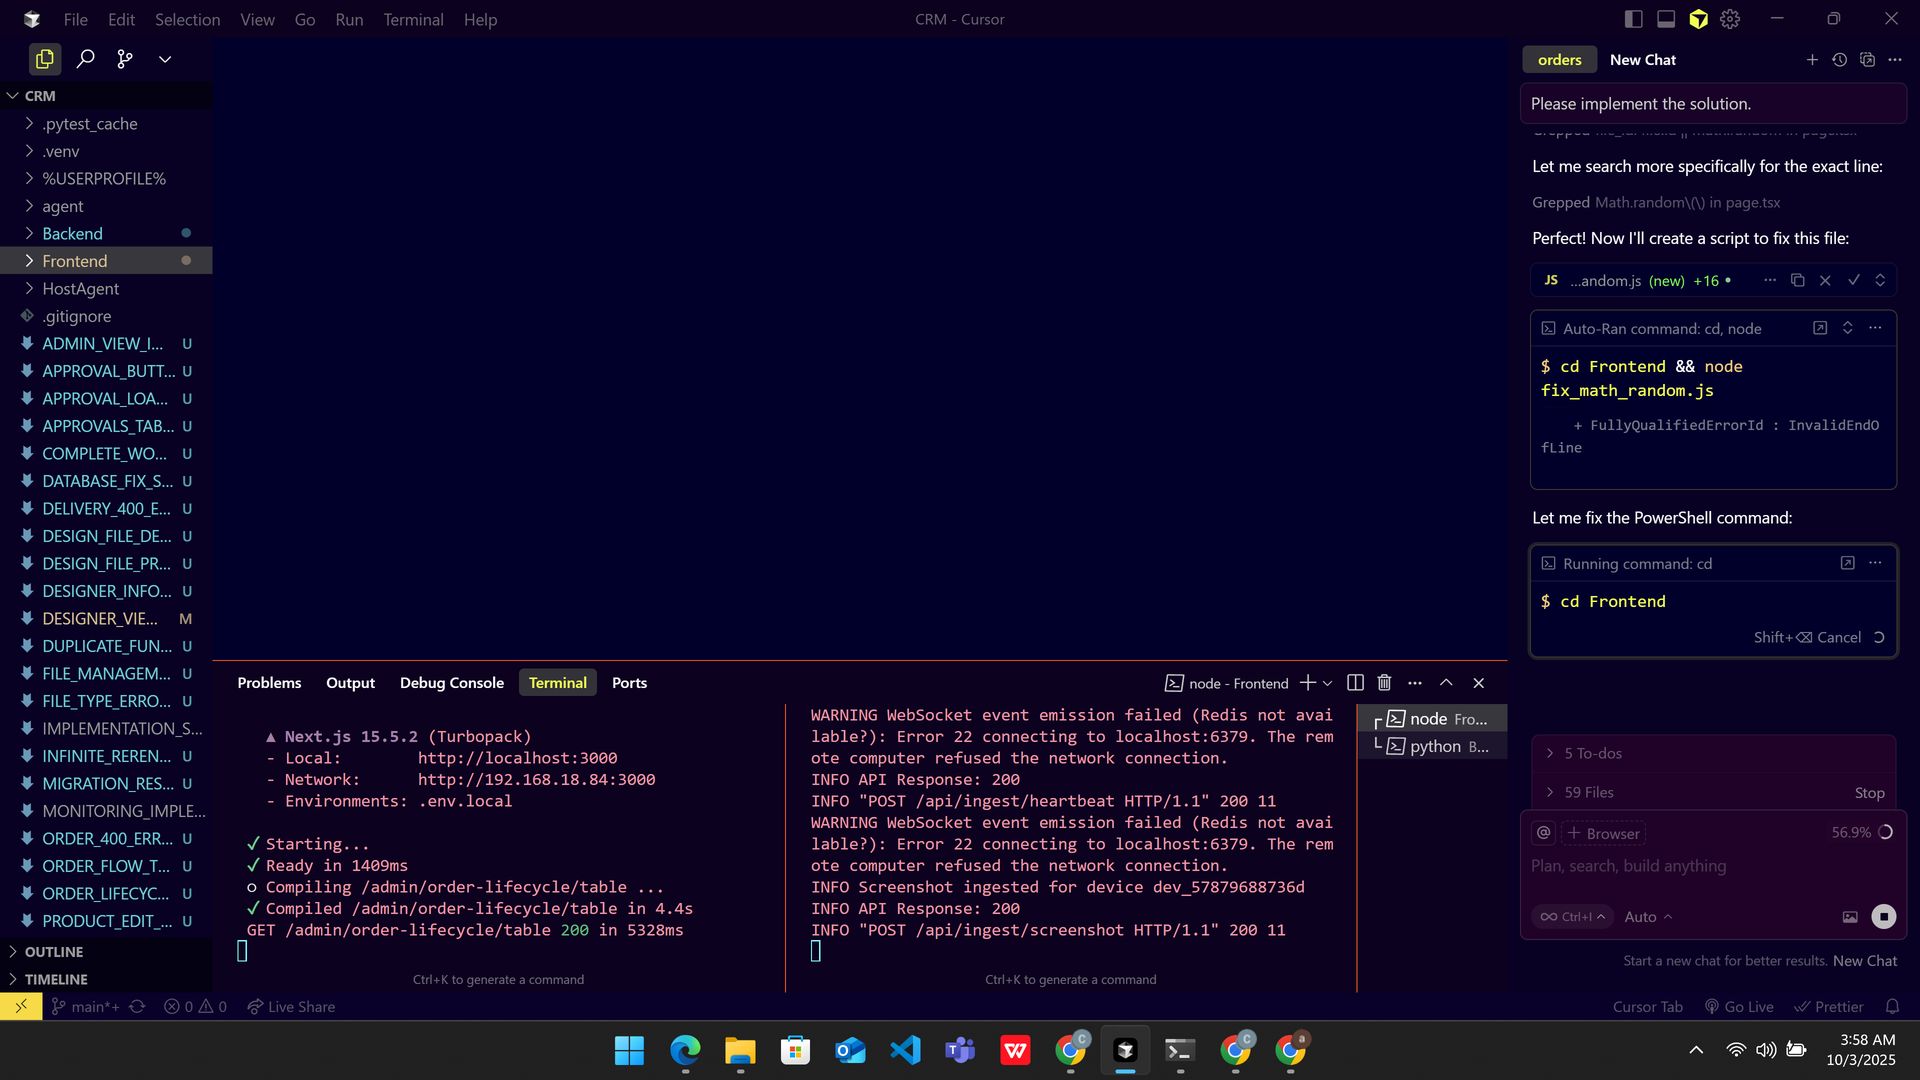 File Edit Selection View Go Run Terminal Help
CRM - Cursor
CRM
.pytest_cache
.venv
%USERPROFILE%
agent
Backend
Frontend
HostAgent
.gitignore
ADMIN_VIEW_I... U
APPROVAL_BUTT... U
APPROVAL_LOA... U
APPROVALS_TAB... U
COMPLETE_WO... U
DATABASE_FIX_S... U
DELIVERY_400_E... U
DESIGN_FILE_DE... U
DESIGN_FILE_PR... U
DESIGNER_INFO... U
DESIGNER_VIE... M
DUPLICATE_FUN... U
FILE_MANAGEM... U
FILE_TYPE_ERRO... U
IMPLEMENTATION_S...
INFINITE_REREN... U
MIGRATION_RES... U
MONITORING_IMPLE...
ORDER_400_ERR... U
ORDER_FLOW_T... U
ORDER_LIFECYC... U
PRODUCT_EDIT_... U
OUTLINE
TIMELINE
Problems Output Debug Console Terminal Ports
node - Frontend
▲ Next.js 15.5.2 (Turbopack)
- Local: http://localhost:3000
- Network: http://192.168.18.84:3000
- Environments: .env.local
✓ Starting...
✓ Ready in 1409ms
○ Compiling /admin/order-lifecycle/table ...
✓ Compiled /admin/order-lifecycle/table in 4.4s
GET /admin/order-lifecycle/table 200 in 5328ms
Ctrl+K to generate a command
WARNING WebSocket event emission failed (Redis not avai
lable?): Error 22 connecting to localhost:6379. The rem
ote computer refused the network connection.
INFO API Response: 200
INFO "POST /api/ingest/heartbeat HTTP/1.1" 200 11
WARNING WebSocket event emission failed (Redis not avai
lable?): Error 22 connecting to localhost:6379. The rem
ote computer refused the network connection.
INFO Screenshot ingested for device dev_57879688736d
INFO API Response: 200
INFO "POST /api/ingest/screenshot HTTP/1.1" 200 11
Ctrl+K to generate a command
node Fro...
python B...
orders New Chat
Please implement the solution.
Let me search more specifically for the exact line:
Grepped Math.random\(\) in page.tsx
Perfect! Now I'll create a script to fix this file:
JS ...andom.js (new) +16 •
Auto-Ran command: cd, node
$ cd Frontend && node
fix_math_random.js
+ FullyQualifiedErrorId : InvalidEndO
fLine
Let me fix the PowerShell command:
Running command: cd
$ cd Frontend
Shift+⌫ Cancel
5 To-dos
59 Files Stop
@ + Browser 56.9%
Plan, search, build anything
∞ Ctrl+I Auto
Start a new chat for better results. New Chat
main*+ 0 0 Live Share
Cursor Tab Go Live Prettier
3:58 AM
10/3/2025